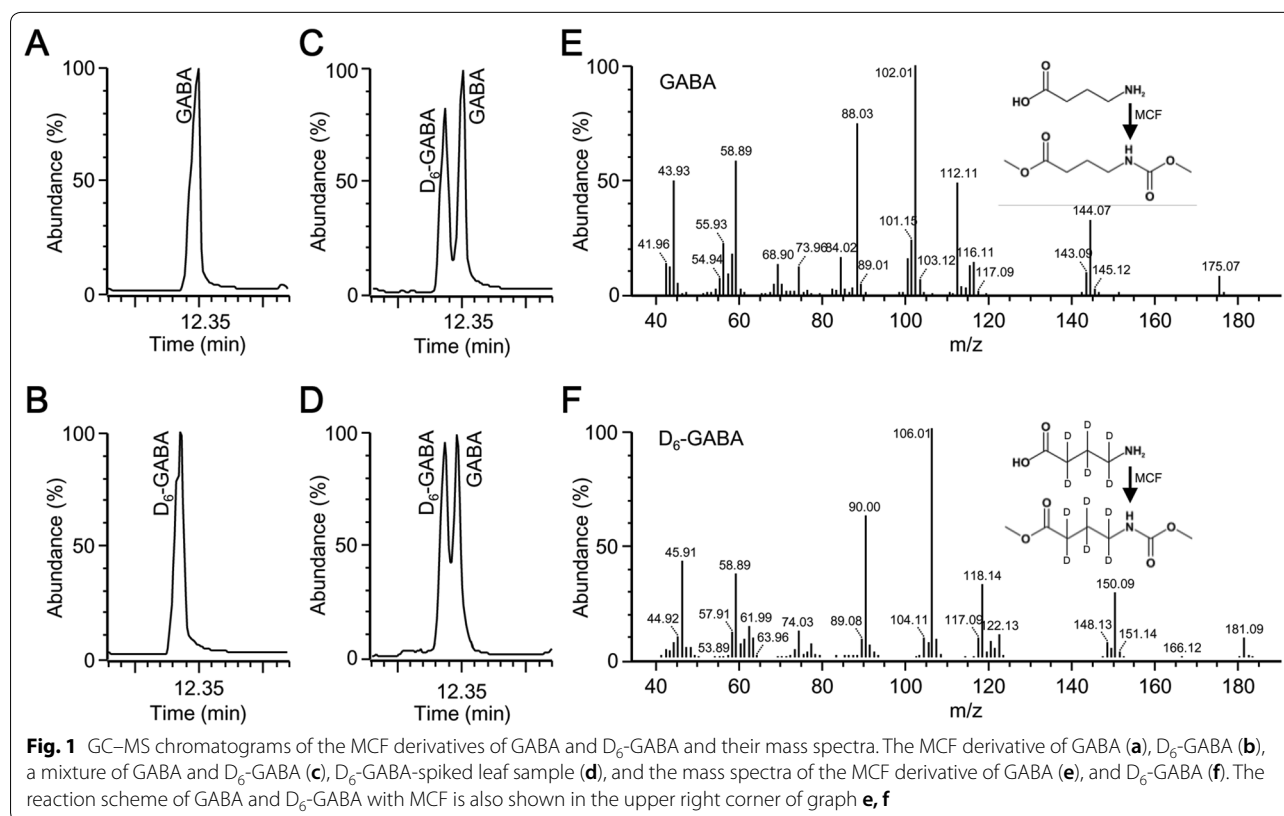 A
100
50
0
Abundance (%)
GABA
12.35
Time (min)
C
100
50
0
Abundance (%)
D6-GABA
GABA
12.35
Time (min)
E
GABA
100
50
0
Abundance (%)
41.96
43.93
54.94
55.93
58.89
68.90
73.96
84.02
88.03
89.01
101.15
102.01
103.12
112.11
116.11
117.09
143.09
144.07
145.12
175.07
40 60 80 100 120 140 160 180
m/z
O
HO
NH2
MCF
O
O
H
N
O
O
B
100
50
0
Abundance (%)
D6-GABA
12.35
Time (min)
D
100
50
0
Abundance (%)
D6-GABA
GABA
12.35
Time (min)
F
D6-GABA
100
50
0
Abundance (%)
44.92
45.91
53.89
57.91
58.89
61.99
63.96
74.03
89.08
90.00
104.11
106.01
117.09
118.14
122.13
148.13
150.09
151.14
166.12
181.09
40 60 80 100 120 140 160 180
m/z
O
D D D
HO
NH2
D D D
MCF
O
D D D
H
N
O
O
D D D
O
Fig. 1 GC–MS chromatograms of the MCF derivatives of GABA and D6-GABA and their mass spectra. The MCF derivative of GABA (a), D6-GABA (b),
a mixture of GABA and D6-GABA (c), D6-GABA-spiked leaf sample (d), and the mass spectra of the MCF derivative of GABA (e), and D6-GABA (f). The
reaction scheme of GABA and D6-GABA with MCF is also shown in the upper right corner of graph e, f